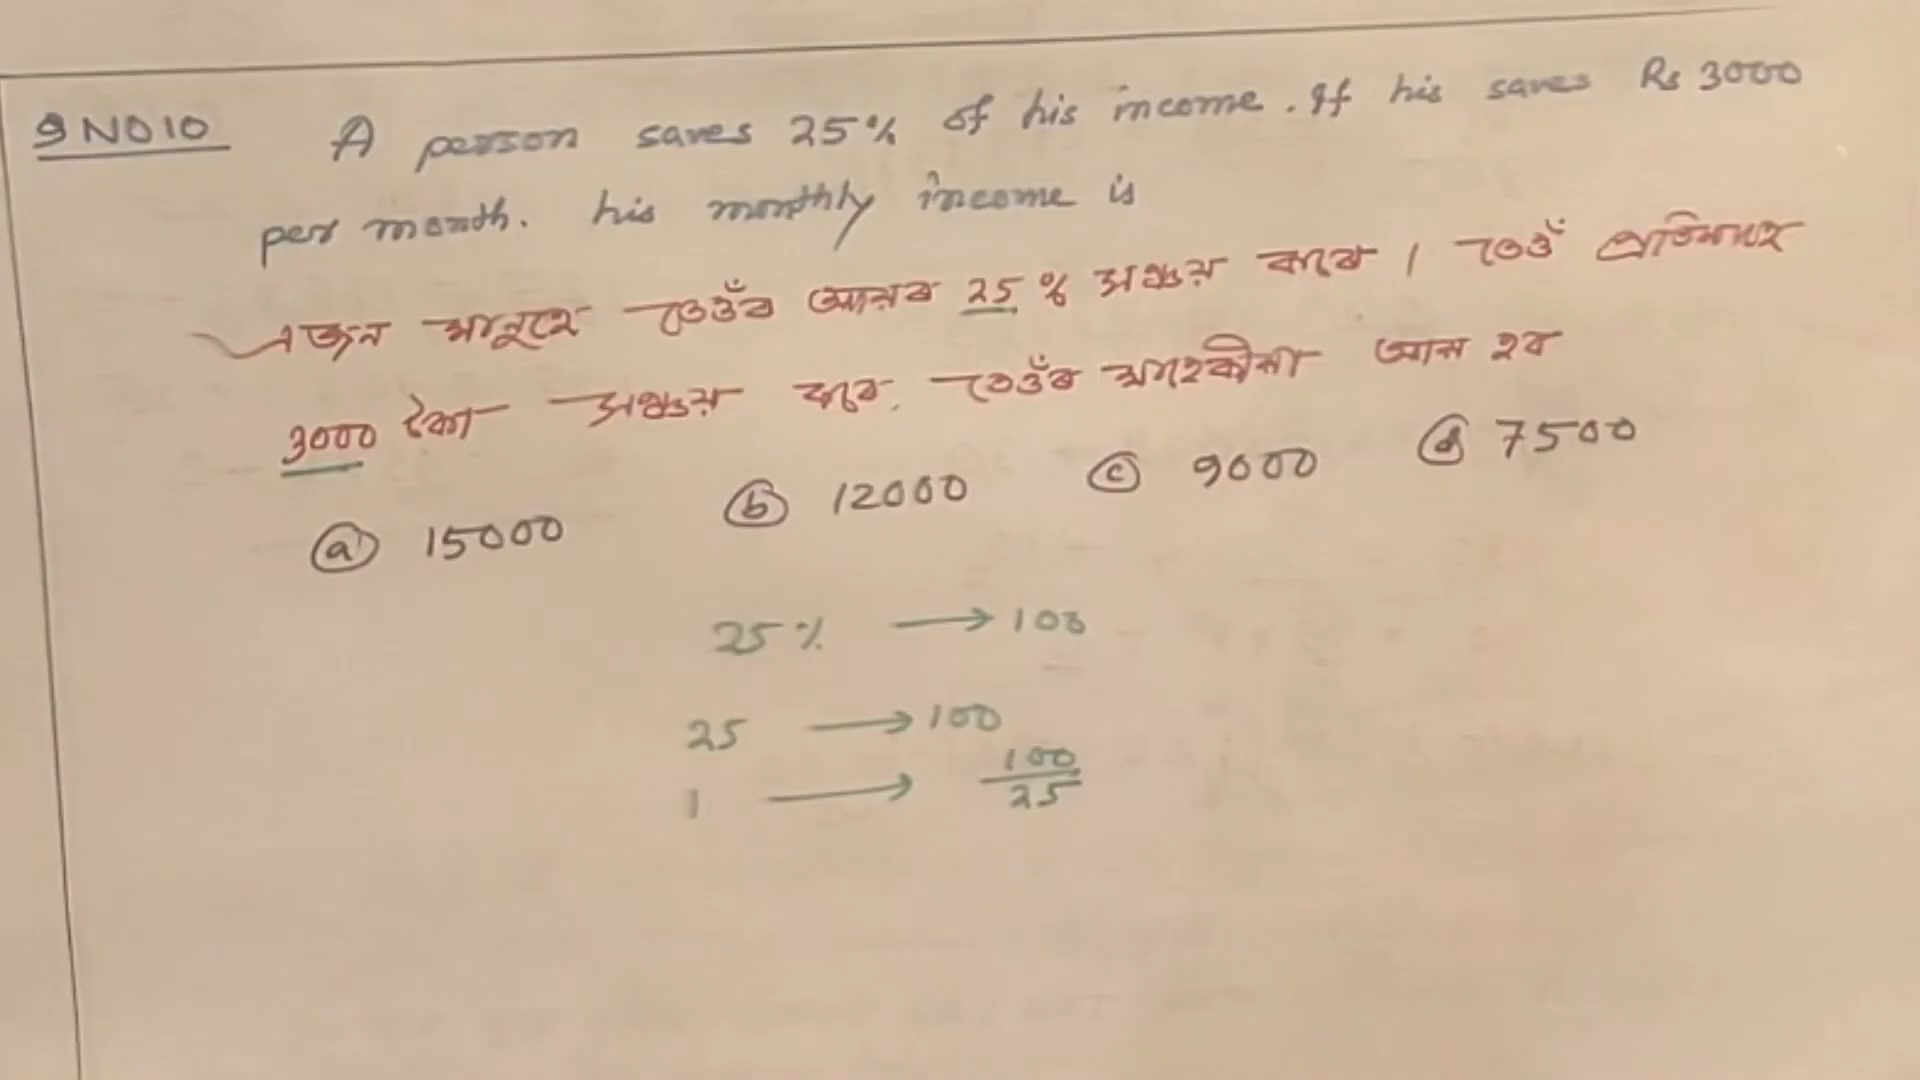 9 NO 10 A person saves 25% of his income. If his saves Rs 3000
per month. his monthly income is
এজন মানুহে তেওঁৰ আয়ৰ 25 % সঞ্চয় কৰে । তেওঁ প্ৰতিমাহে
3000 কৈ সঞ্চয় কৰে. তেওঁৰ মাহেকীয়া আয় হব
(a) 15000 (b) 12000 (c) 9000 (d) 7500
25% → 100
25 → 100
1 → 100/25